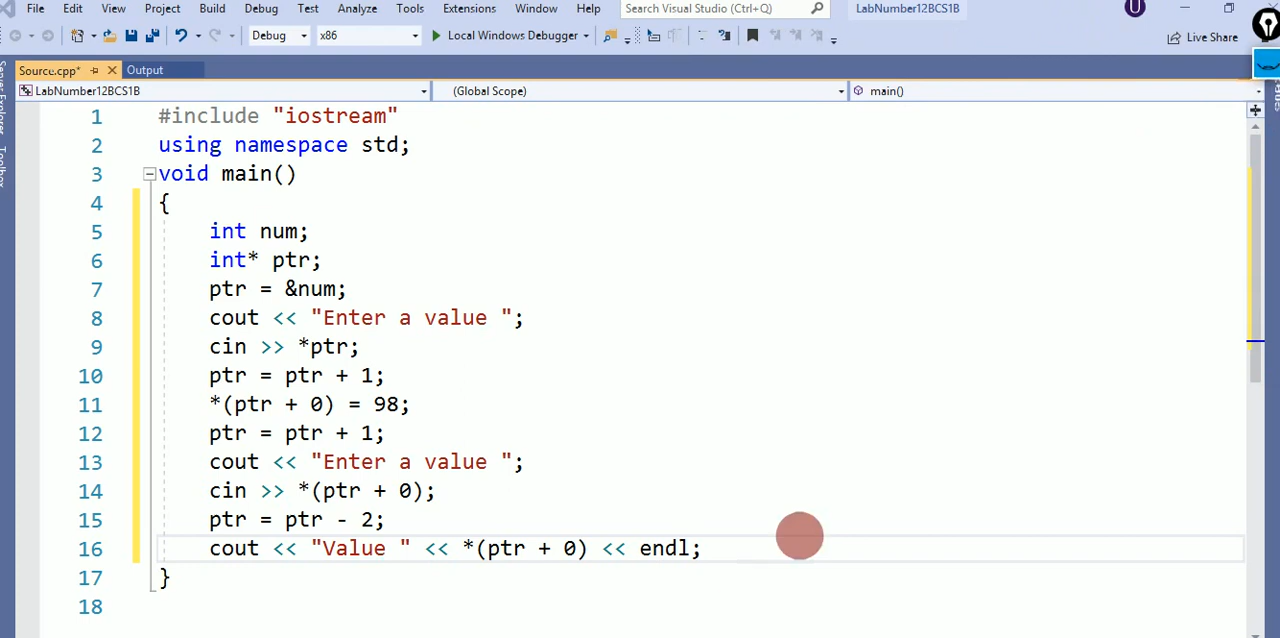 File Edit View Project Build Debug Test Analyze Tools Extensions Window Help Search Visual Studio (Ctrl+Q) LabNumber12BCS1B U
Debug x86 Local Windows Debugger Live Share
Source.cpp* Output
LabNumber12BCS1B (Global Scope) main()
Server Explorer Toolbox
1 #include "iostream"
2 using namespace std;
3 void main()
4 {
5 int num;
6 int* ptr;
7 ptr = &num;
8 cout << "Enter a value ";
9 cin >> *ptr;
10 ptr = ptr + 1;
11 *(ptr + 0) = 98;
12 ptr = ptr + 1;
13 cout << "Enter a value ";
14 cin >> *(ptr + 0);
15 ptr = ptr - 2;
16 cout << "Value " << *(ptr + 0) << endl;
17 }
18